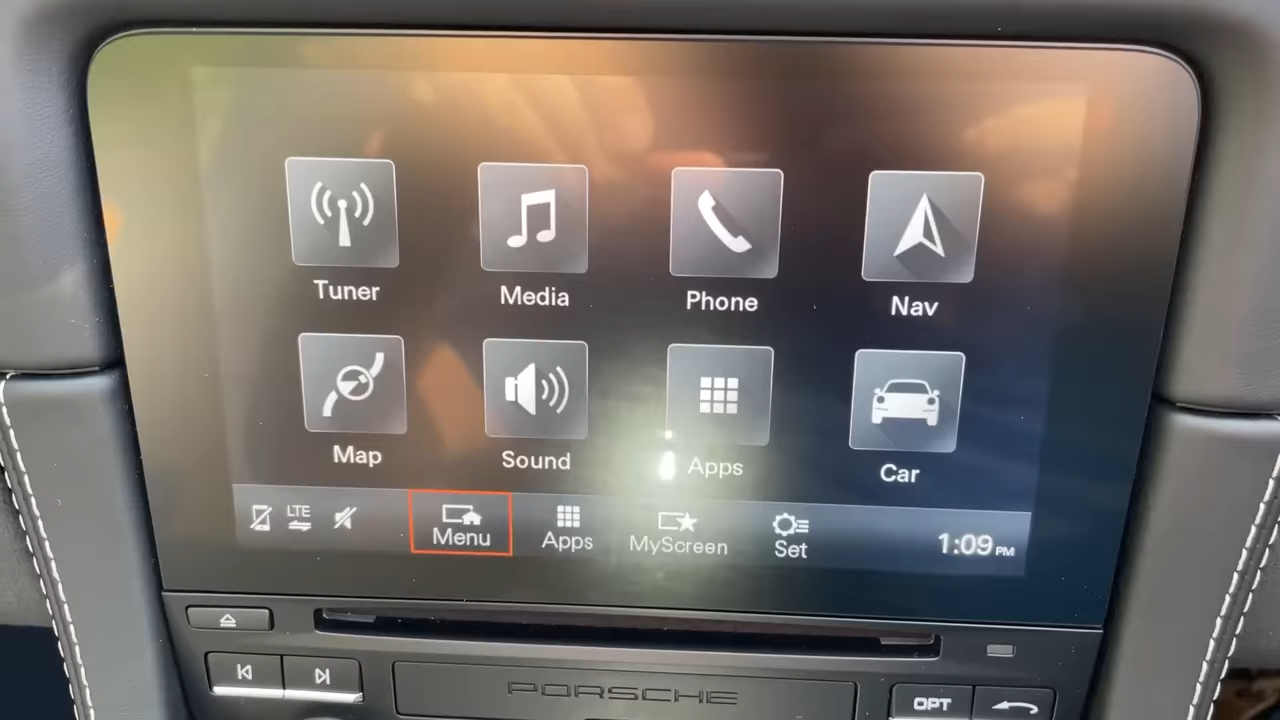 Tuner
Media
Phone
Nav
Map
Sound
Apps
Car
LTE
Menu
Apps
MyScreen
Set
1:09 PM
PORSCHE
OPT